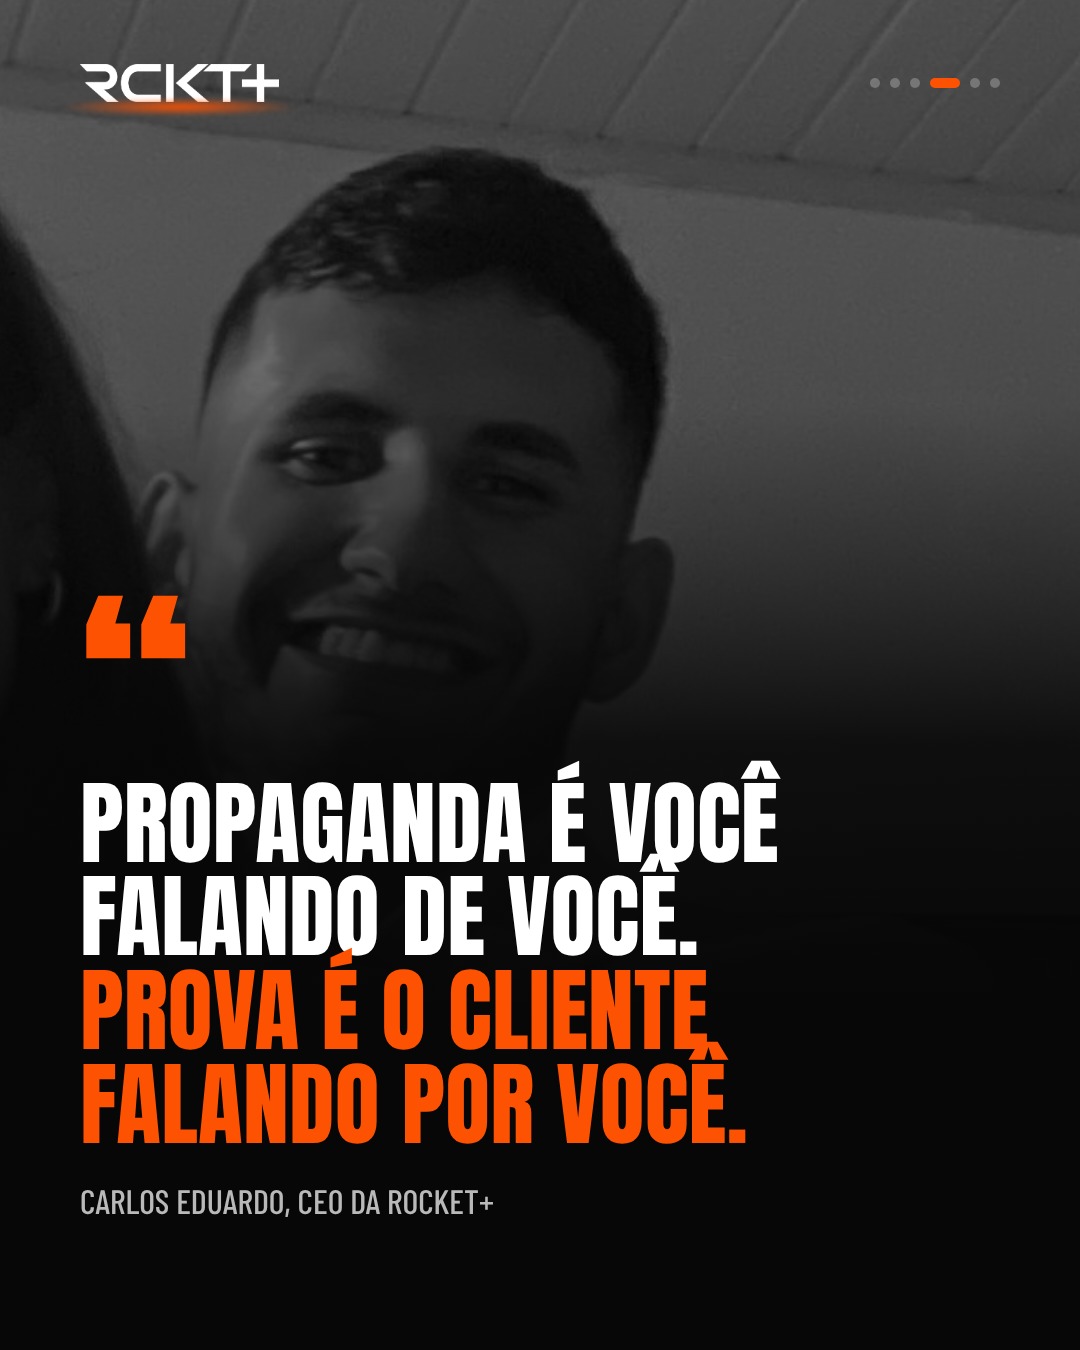 RCKT+
“
PROPAGANDA É VOCÊ
FALANDO DE VOCÊ.
PROVA É O CLIENTE
FALANDO POR VOCÊ.
CARLOS EDUARDO, CEO DA ROCKET+